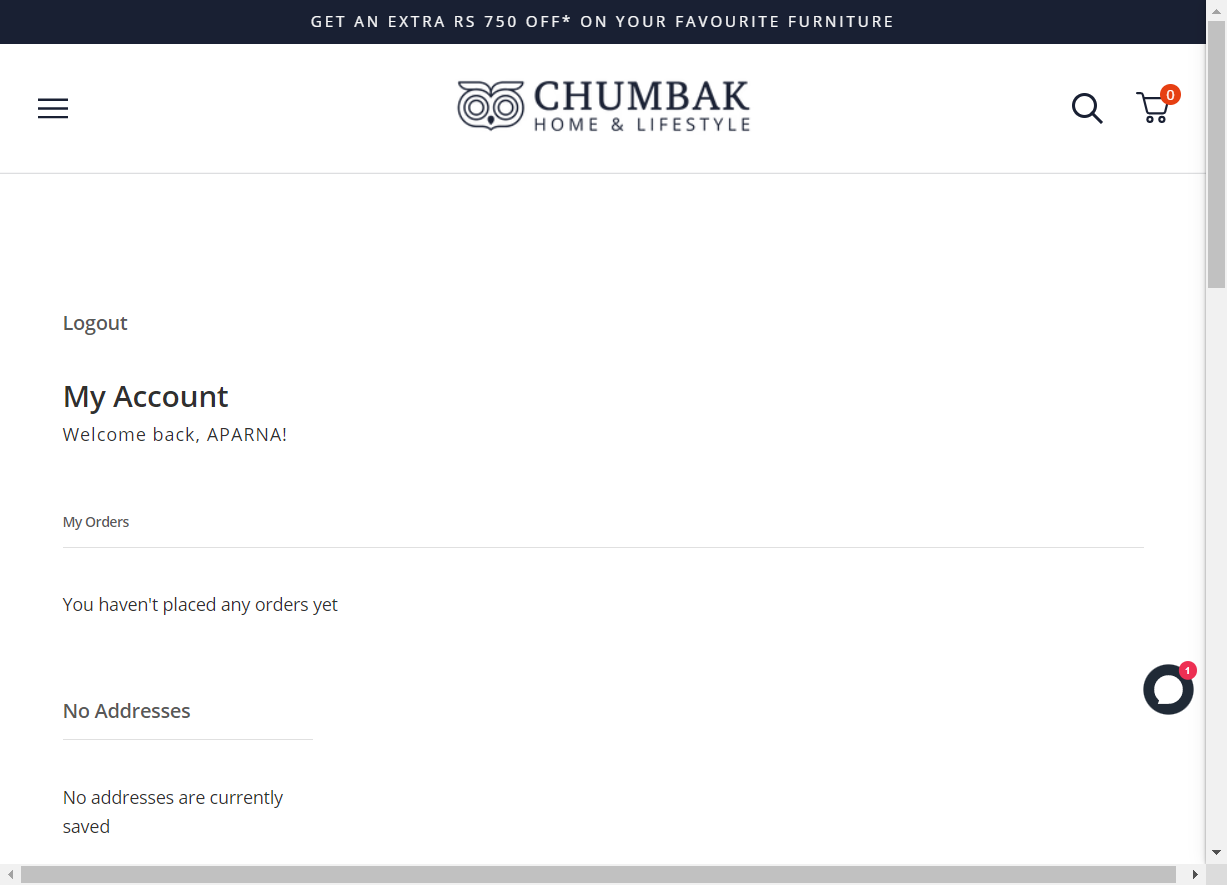 GET AN EXTRA RS 750 OFF* ON YOUR FAVOURITE FURNITURE
CHUMBAK
HOME & LIFESTYLE
0
Logout
My Account
Welcome back, APARNA!
My Orders
You haven't placed any orders yet
1
No Addresses
No addresses are currently
saved